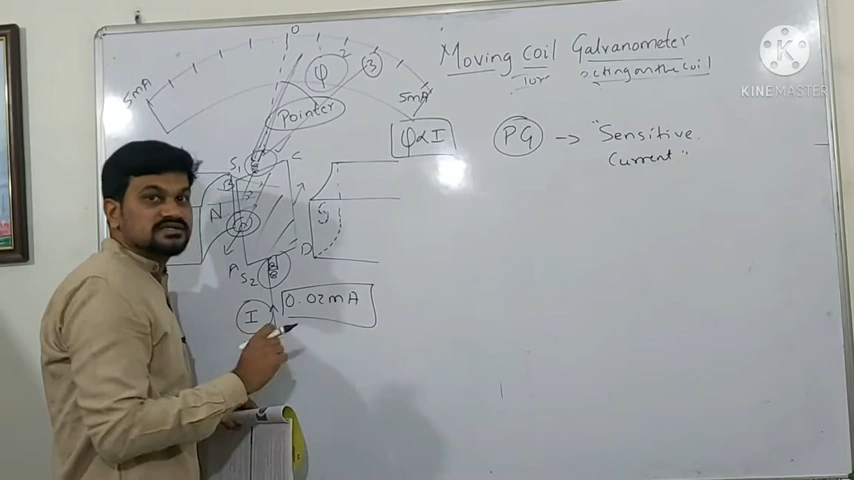 Moving coil Galvanometer
Tor acting on the coil
0
2
3
5mA
5mA
φ
Pointer
φ∝I
PG → "Sensitive
Current"
S1
C
B
N
S
A
D
S2
I
0.02mA
K
KINEMASTER